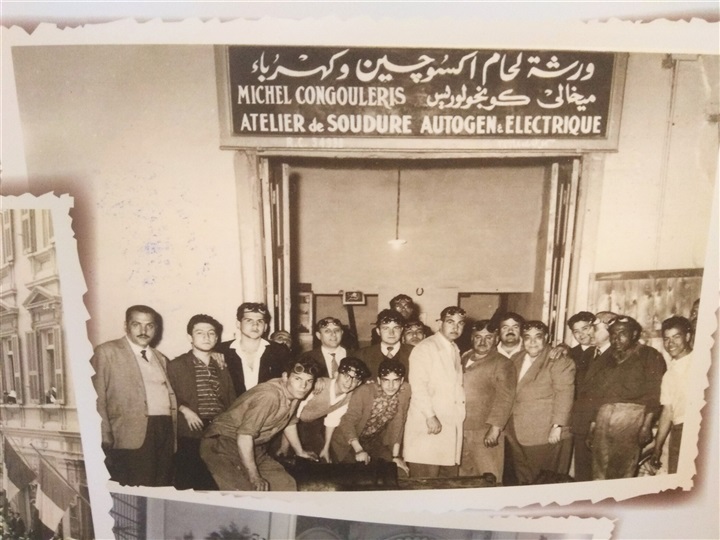 ورشة لحام اكسوچين وكهرباء
MICHEL CONGOULERIS ميخالى كونجولوريس
ATELIER de SOUDURE AUTOGEN & ELECTRIQUE